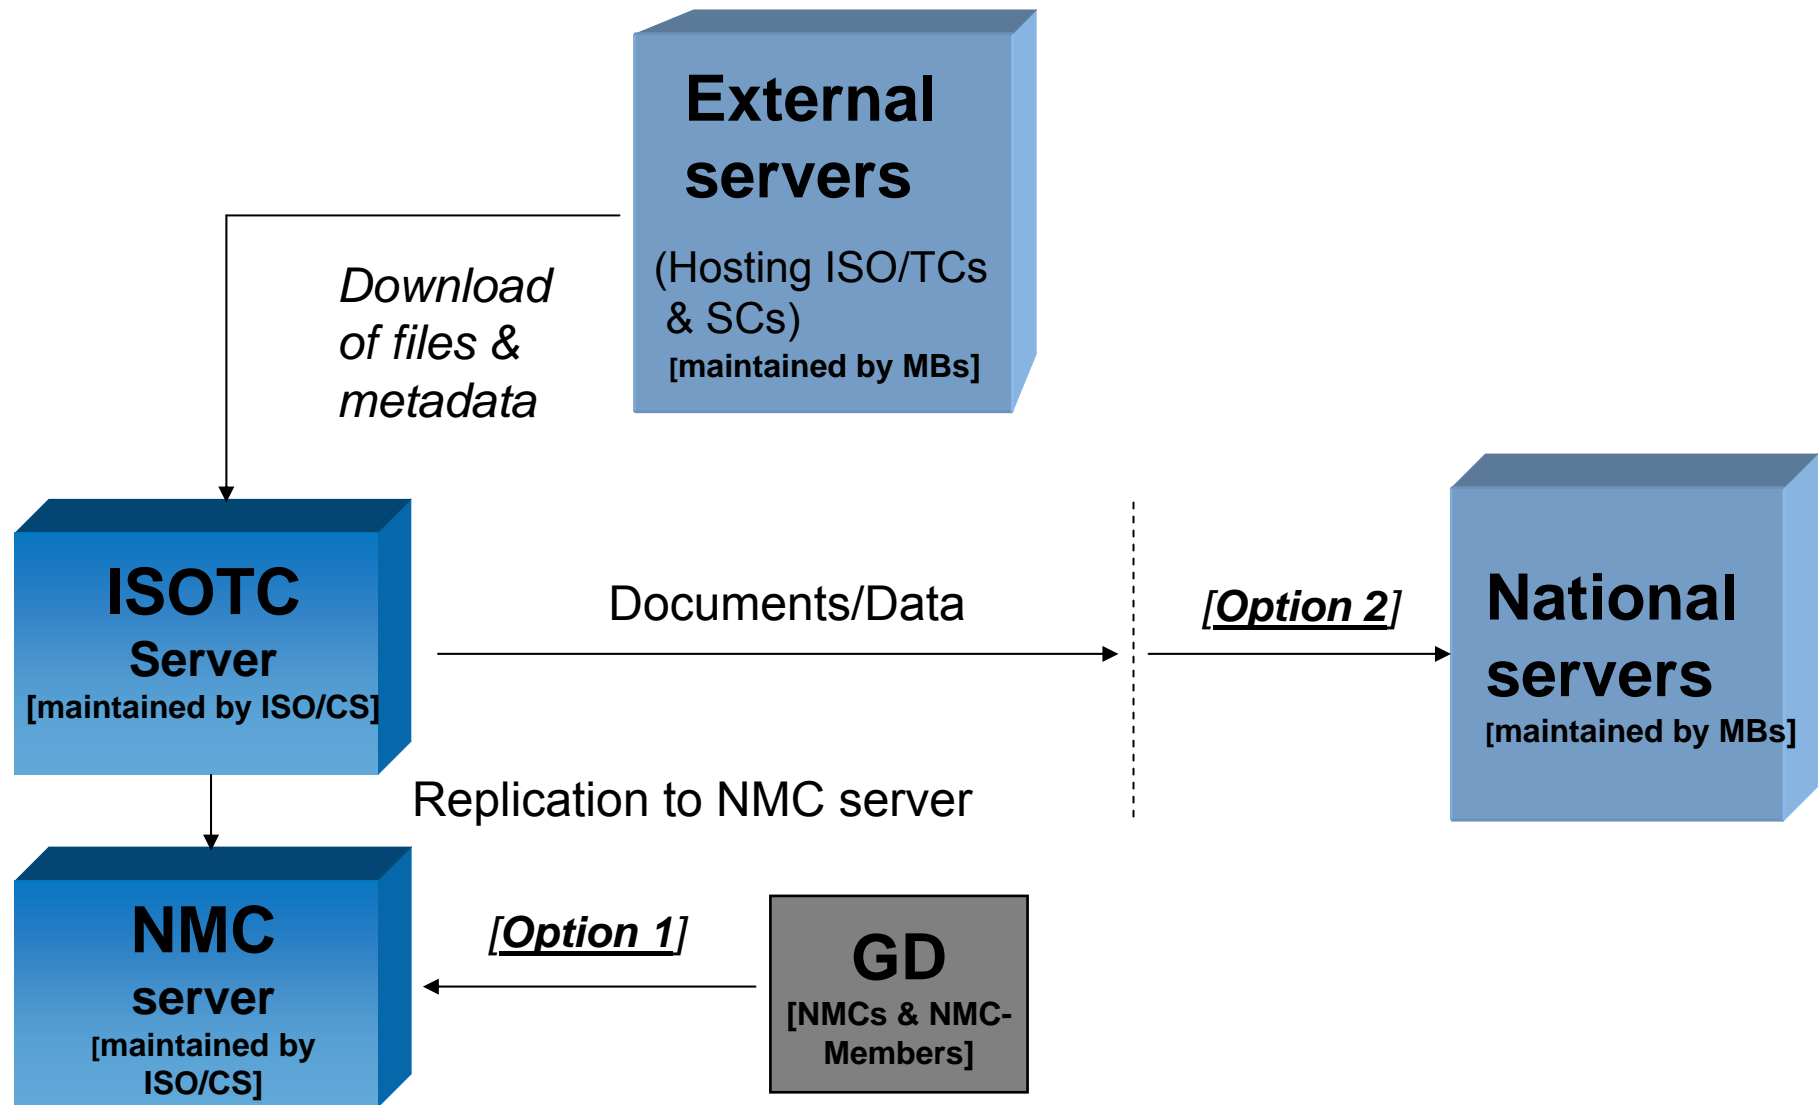 External
servers
(Hosting ISO/TCs
& SCs)
[maintained by MBs]
Download
of files &
metadata
ISOTC
Server
[maintained by ISO/CS]
Documents/Data
[Option 2]
National
servers
[maintained by MBs]
Replication to NMC server
NMC
server
[maintained by
ISO/CS]
[Option 1]
GD
[NMCs & NMC-
Members]